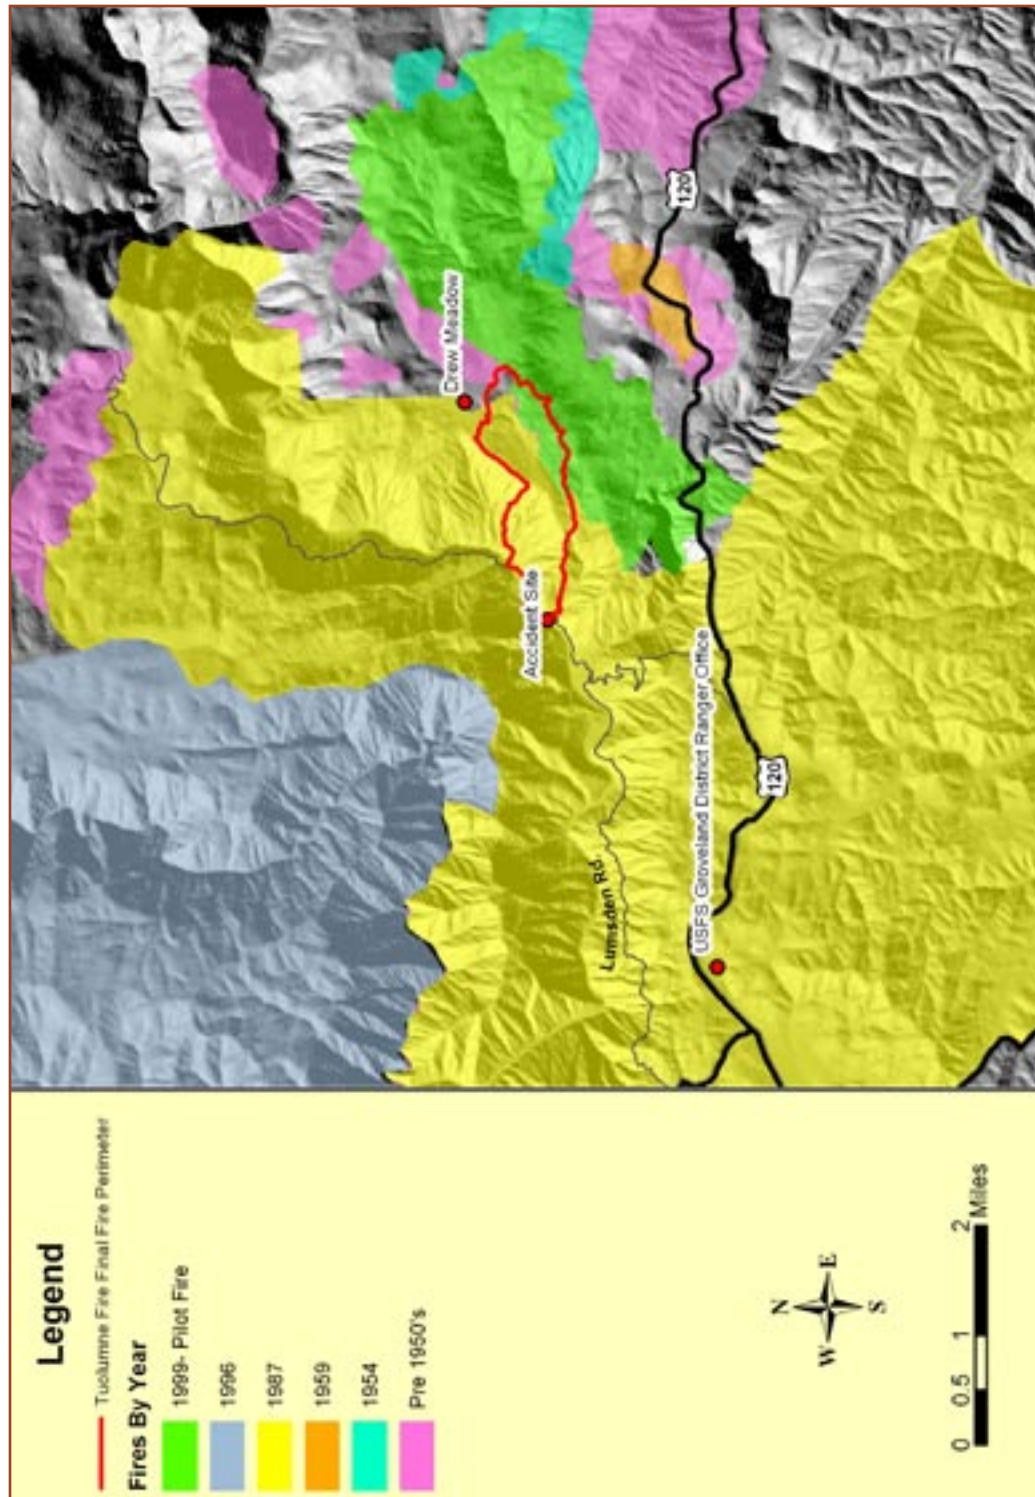 Legend
Tuolumne Fire Final Fire Perimeter
Fires By Year
1999- Pilot Fire
1996
1987
1959
1954
Pre 1950's
N
W
E
S
0 0.5 1 2
Miles
Drew Meadow
Accident Site
Lumsden Rd.
USFS Groveland District Ranger Office
120
120